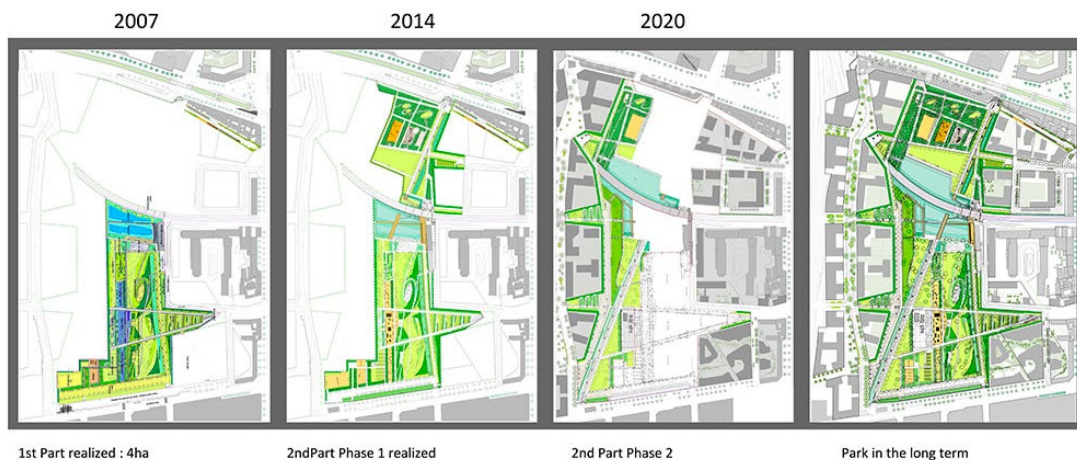 2007
2014
2020
1st Part realized : 4ha
2ndPart Phase 1 realized
2nd Part Phase 2
Park in the long term